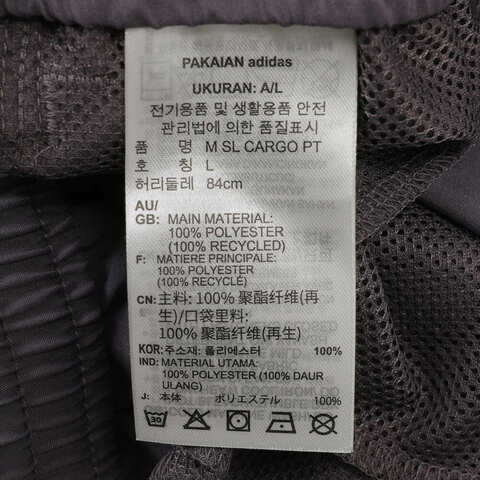 PAKAIAN adidas
UKURAN: A/L
전기용품 및 생활용품 안전
관리법에 의한 품질표시
품 명 M SL CARGO PT
호 칭 L
허리둘레 84cm
AU/
GB: MAIN MATERIAL:
100% POLYESTER
(100% RECYCLED)
F: MATIERE PRINCIPALE:
100% POLYESTER
(100% RECYCLÉ)
CN: 主料: 100% 聚酯纤维(再
生)/口袋里料:
100% 聚酯纤维(再生)
KOR: 주소재: 폴리에스터 100%
IND: MATERIAL UTAMA:
100% POLYESTER (100% DAUR
ULANG)
J: 本体 ポリエステル 100%
30